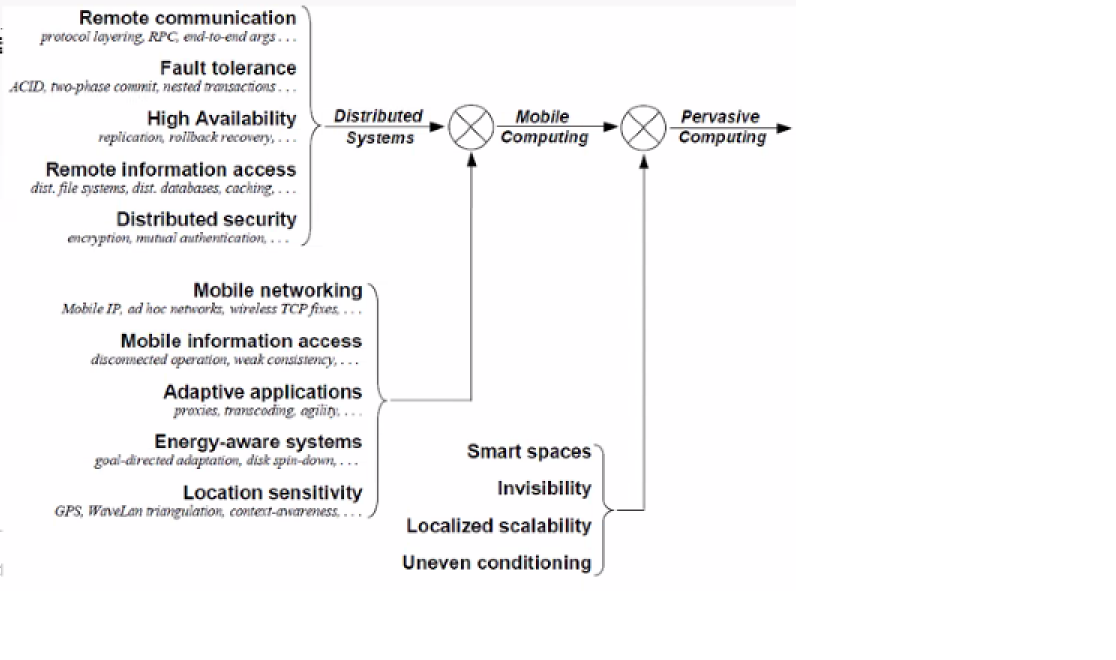 Remote communication
protocol layering, RPC, end-to-end args . . .
Fault tolerance
ACID, two-phase commit, nested transactions . . .
High Availability
replication, rollback recovery, . . .
Remote information access
dist. file systems, dist. databases, caching, . . .
Distributed security
encryption, mutual authentication, . . .
Distributed
Systems
Mobile
Computing
Pervasive
Computing
Mobile networking
Mobile IP, ad hoc networks, wireless TCP fixes, . . .
Mobile information access
disconnected operation, weak consistency, . . .
Adaptive applications
proxies, transcoding, agility, . . .
Energy-aware systems
goal-directed adaptation, disk spin-down, . . .
Location sensitivity
GPS, WaveLan triangulation, context-awareness, . . .
Smart spaces
Invisibility
Localized scalability
Uneven conditioning